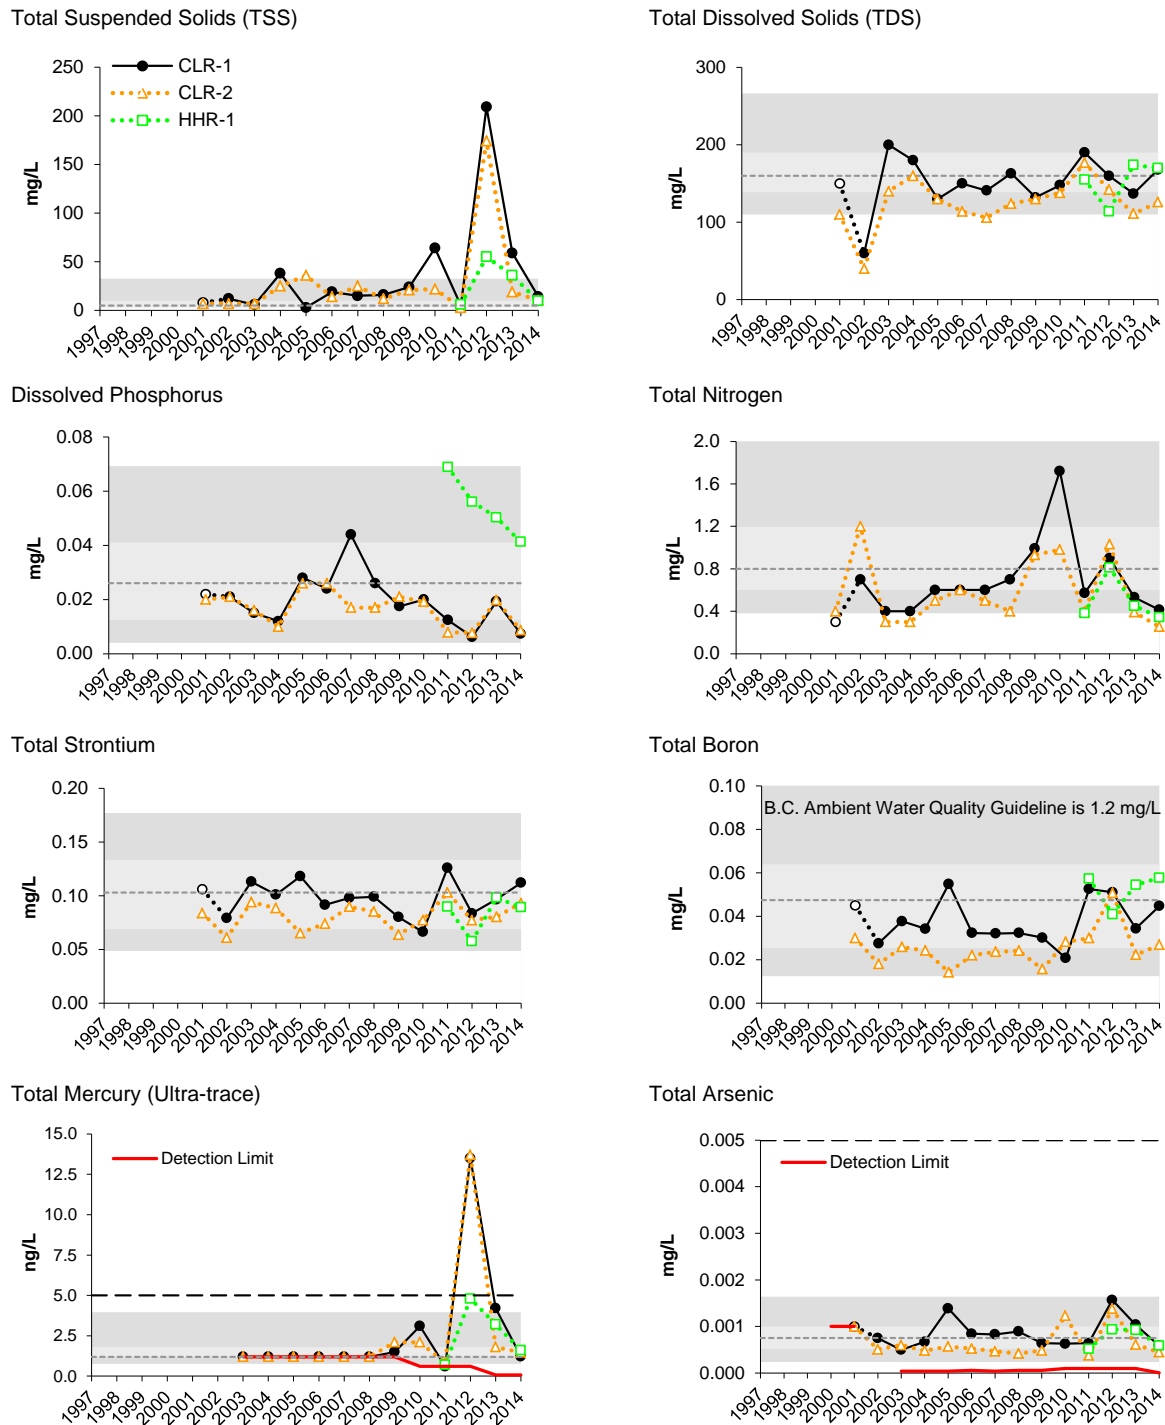 Total Suspended Solids (TSS)
250
200
150
100
50
0
mg/L
CLR-1
CLR-2
HHR-1
1997 1998 1999 2000 2001 2002 2003 2004 2005 2006 2007 2008 2009 2010 2011 2012 2013 2014
Total Dissolved Solids (TDS)
300
200
100
0
mg/L
1997 1998 1999 2000 2001 2002 2003 2004 2005 2006 2007 2008 2009 2010 2011 2012 2013 2014
Dissolved Phosphorus
0.08
0.06
0.04
0.02
0.00
mg/L
1997 1998 1999 2000 2001 2002 2003 2004 2005 2006 2007 2008 2009 2010 2011 2012 2013 2014
Total Nitrogen
2.0
1.6
1.2
0.8
0.4
0.0
mg/L
1997 1998 1999 2000 2001 2002 2003 2004 2005 2006 2007 2008 2009 2010 2011 2012 2013 2014
Total Strontium
0.20
0.15
0.10
0.05
0.00
mg/L
1997 1998 1999 2000 2001 2002 2003 2004 2005 2006 2007 2008 2009 2010 2011 2012 2013 2014
Total Boron
0.10
0.08
0.06
0.04
0.02
0.00
mg/L
B.C. Ambient Water Quality Guideline is 1.2 mg/L
1997 1998 1999 2000 2001 2002 2003 2004 2005 2006 2007 2008 2009 2010 2011 2012 2013 2014
Total Mercury (Ultra-trace)
15.0
12.5
10.0
7.5
5.0
2.5
0.0
ng/L
Detection Limit
1997 1998 1999 2000 2001 2002 2003 2004 2005 2006 2007 2008 2009 2010 2011 2012 2013 2014
Total Arsenic
0.005
0.004
0.003
0.002
0.001
0.000
mg/L
Detection Limit
1997 1998 1999 2000 2001 2002 2003 2004 2005 2006 2007 2008 2009 2010 2011 2012 2013 2014